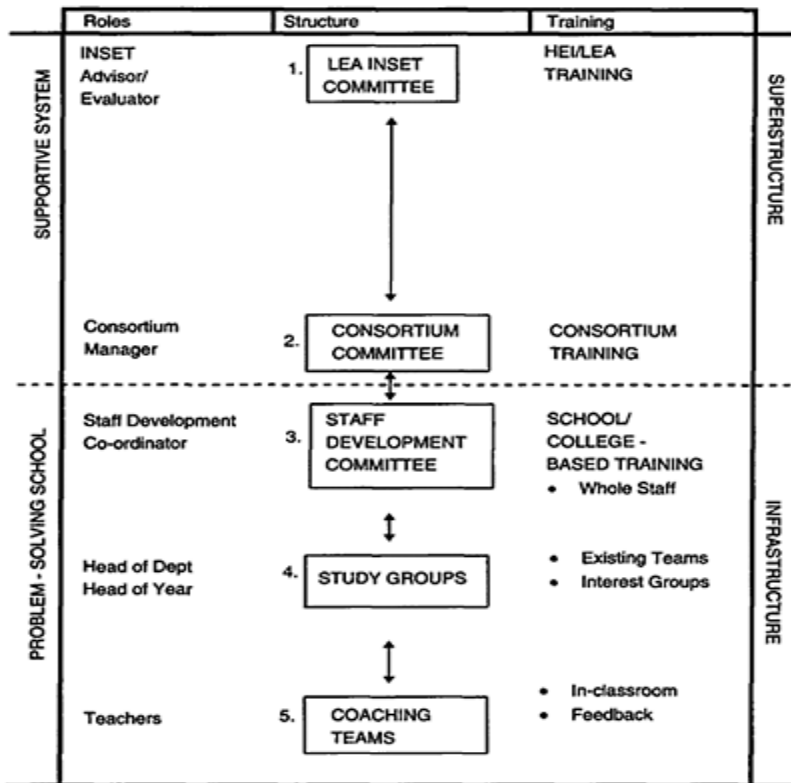 Roles Structure Training
SUPPORTIVE SYSTEM
SUPERSTRUCTURE
INSET
Advisor/
Evaluator
1. LEA INSET
COMMITTEE
HEI/LEA
TRAINING
Consortium
Manager
2. CONSORTIUM
COMMITTEE
CONSORTIUM
TRAINING
PROBLEM - SOLVING SCHOOL
INFRASTRUCTURE
Staff Development
Co-ordinator
3. STAFF
DEVELOPMENT
COMMITTEE
SCHOOL/
COLLEGE -
BASED TRAINING
• Whole Staff
Head of Dept
Head of Year
4. STUDY GROUPS
• Existing Teams
• Interest Groups
Teachers
5. COACHING
TEAMS
• In-classroom
• Feedback